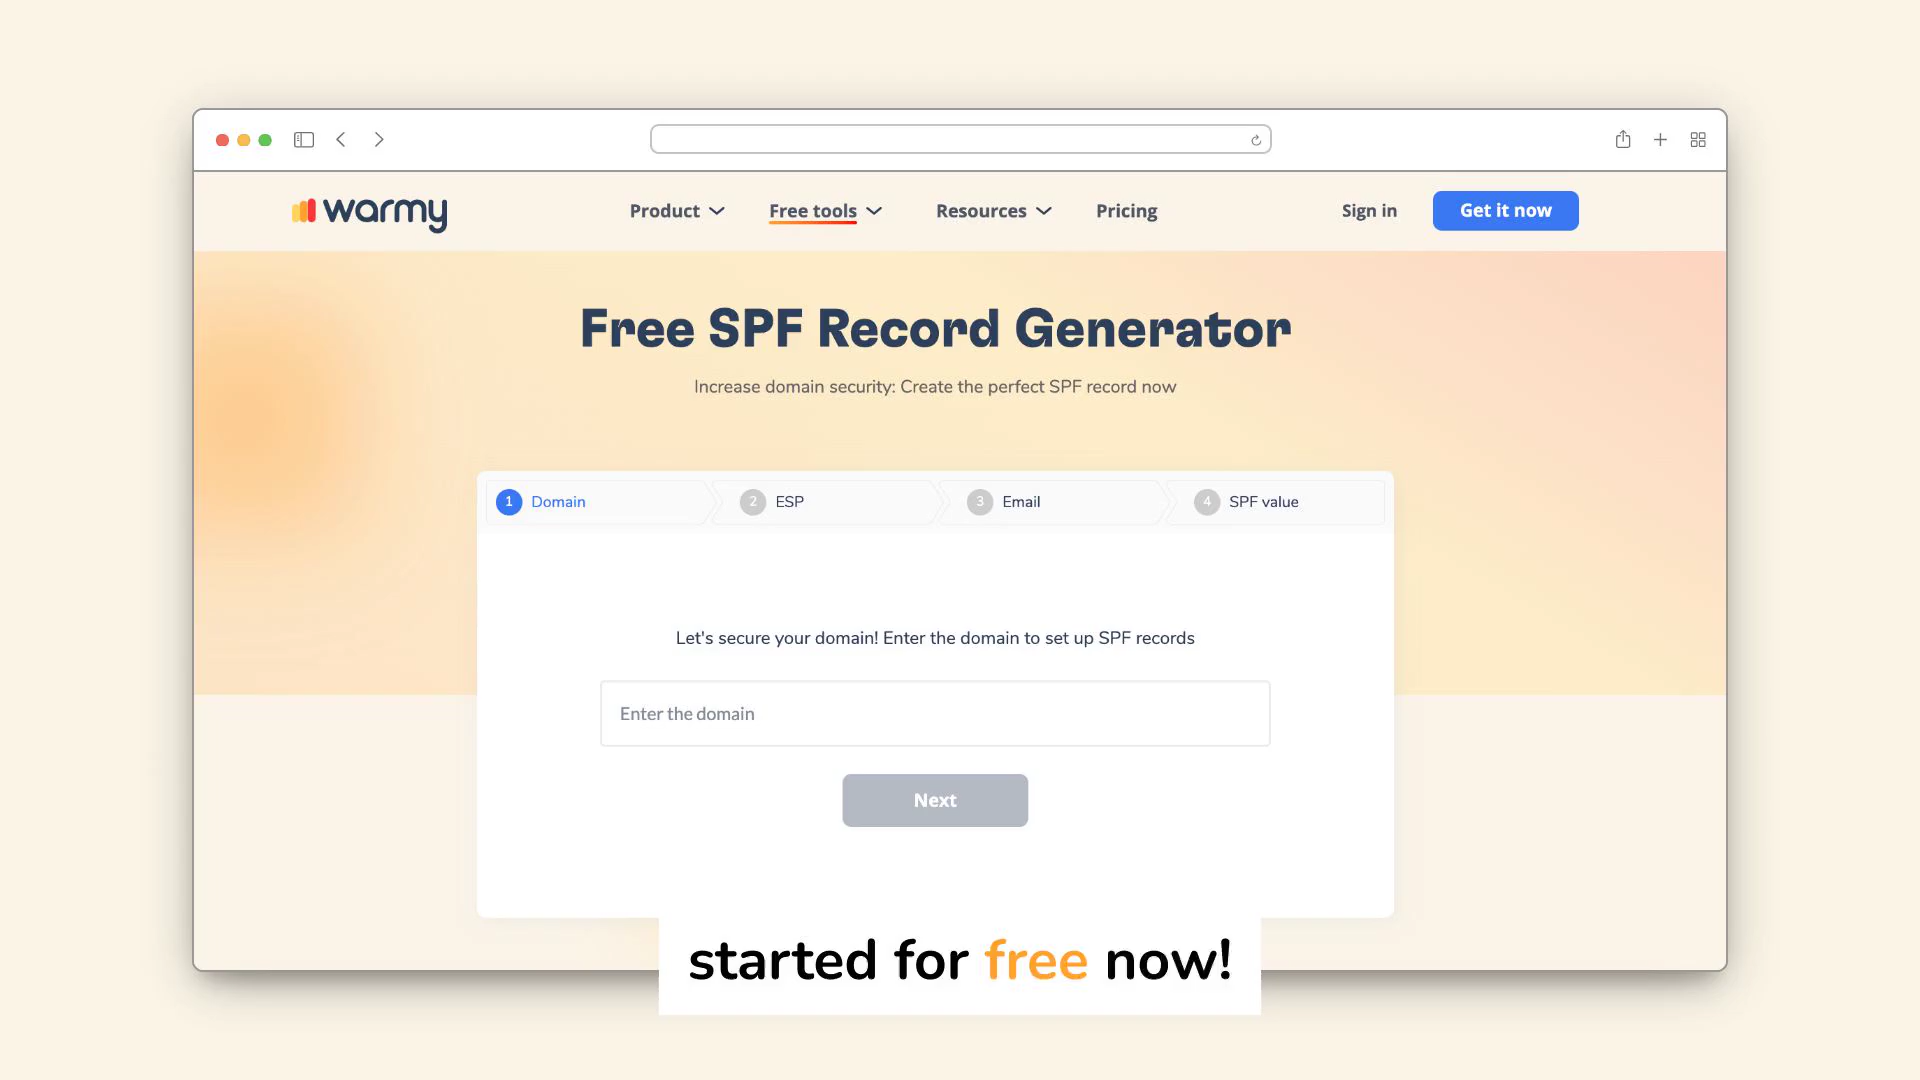 warmy
Product
Free tools
Resources
Pricing
Sign in
Get it now
Free SPF Record Generator
Increase domain security: Create the perfect SPF record now
1 Domain
2 ESP
3 Email
4 SPF value
Let's secure your domain! Enter the domain to set up SPF records
Enter the domain
Next
started for free now!